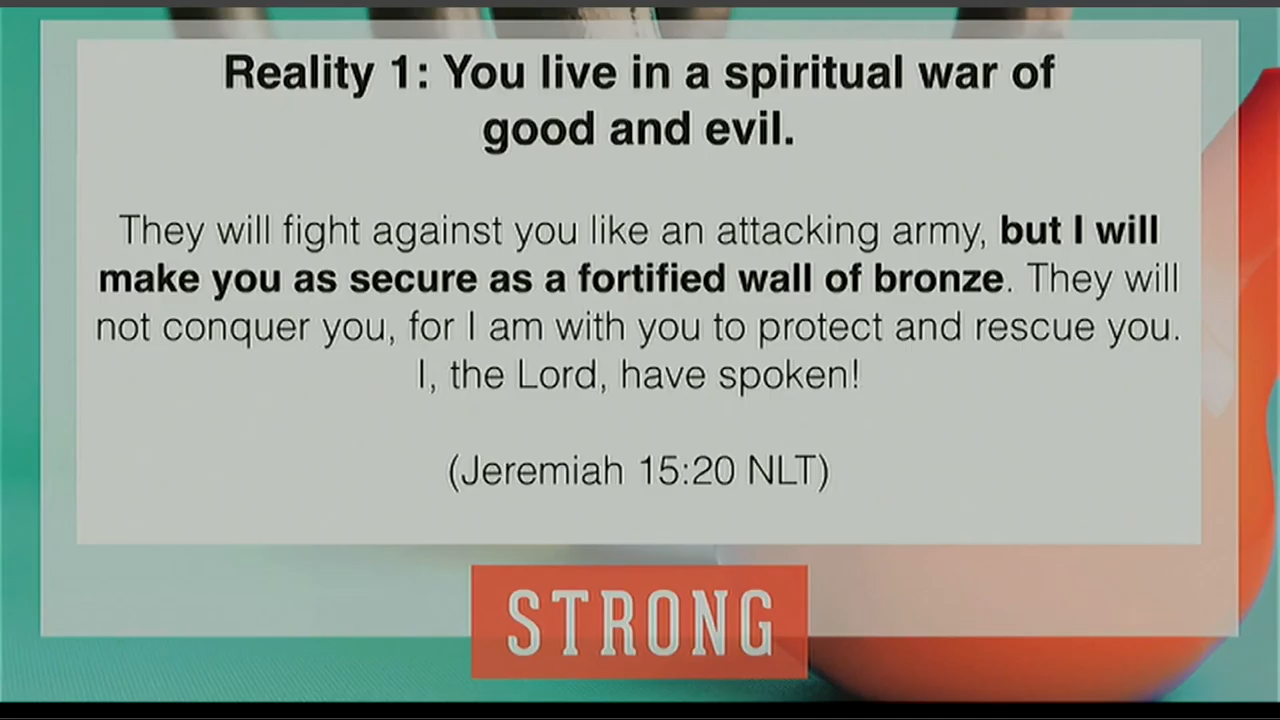 Reality 1: You live in a spiritual war of
good and evil.
They will fight against you like an attacking army, but I will
make you as secure as a fortified wall of bronze. They will
not conquer you, for I am with you to protect and rescue you.
I, the Lord, have spoken!
(Jeremiah 15:20 NLT)
STRONG